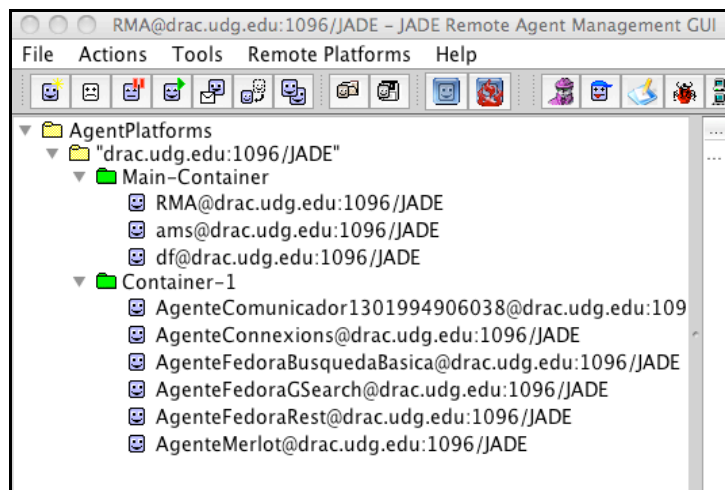 RMA@drac.udg.edu:1096/JADE – JADE Remote Agent Management GUI
File Actions Tools Remote Platforms Help
AgentPlatforms
"drac.udg.edu:1096/JADE"
Main-Container
RMA@drac.udg.edu:1096/JADE
ams@drac.udg.edu:1096/JADE
df@drac.udg.edu:1096/JADE
Container-1
AgenteComunicador1301994906038@drac.udg.edu:109
AgenteConnexions@drac.udg.edu:1096/JADE
AgenteFedoraBusquedaBasica@drac.udg.edu:1096/JADE
AgenteFedoraGSearch@drac.udg.edu:1096/JADE
AgenteFedoraRest@drac.udg.edu:1096/JADE
AgenteMerlot@drac.udg.edu:1096/JADE
...
...